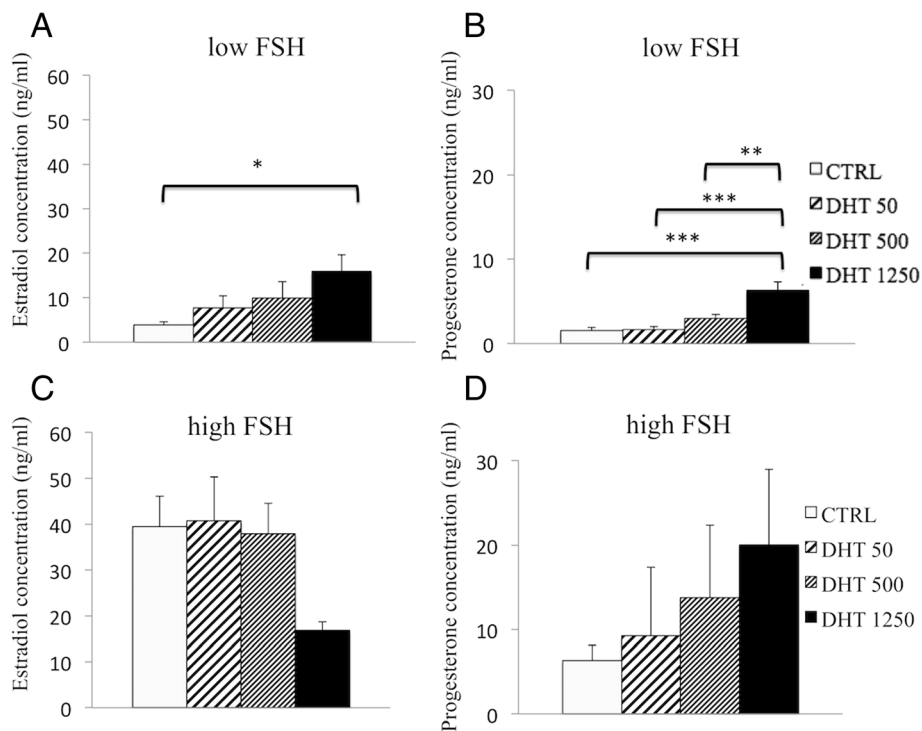 A
low FSH
Estradiol concentration (ng/ml)
60
50
40
30
20
10
0
*
B
low FSH
Progesterone concentration (ng/ml)
30
20
10
0
**
***
***
CTRL
DHT 50
DHT 500
DHT 1250
C
high FSH
Estradiol concentration (ng/ml)
60
50
40
30
20
10
0
D
high FSH
Progesterone concentration (ng/ml)
30
20
10
0
CTRL
DHT 50
DHT 500
DHT 1250